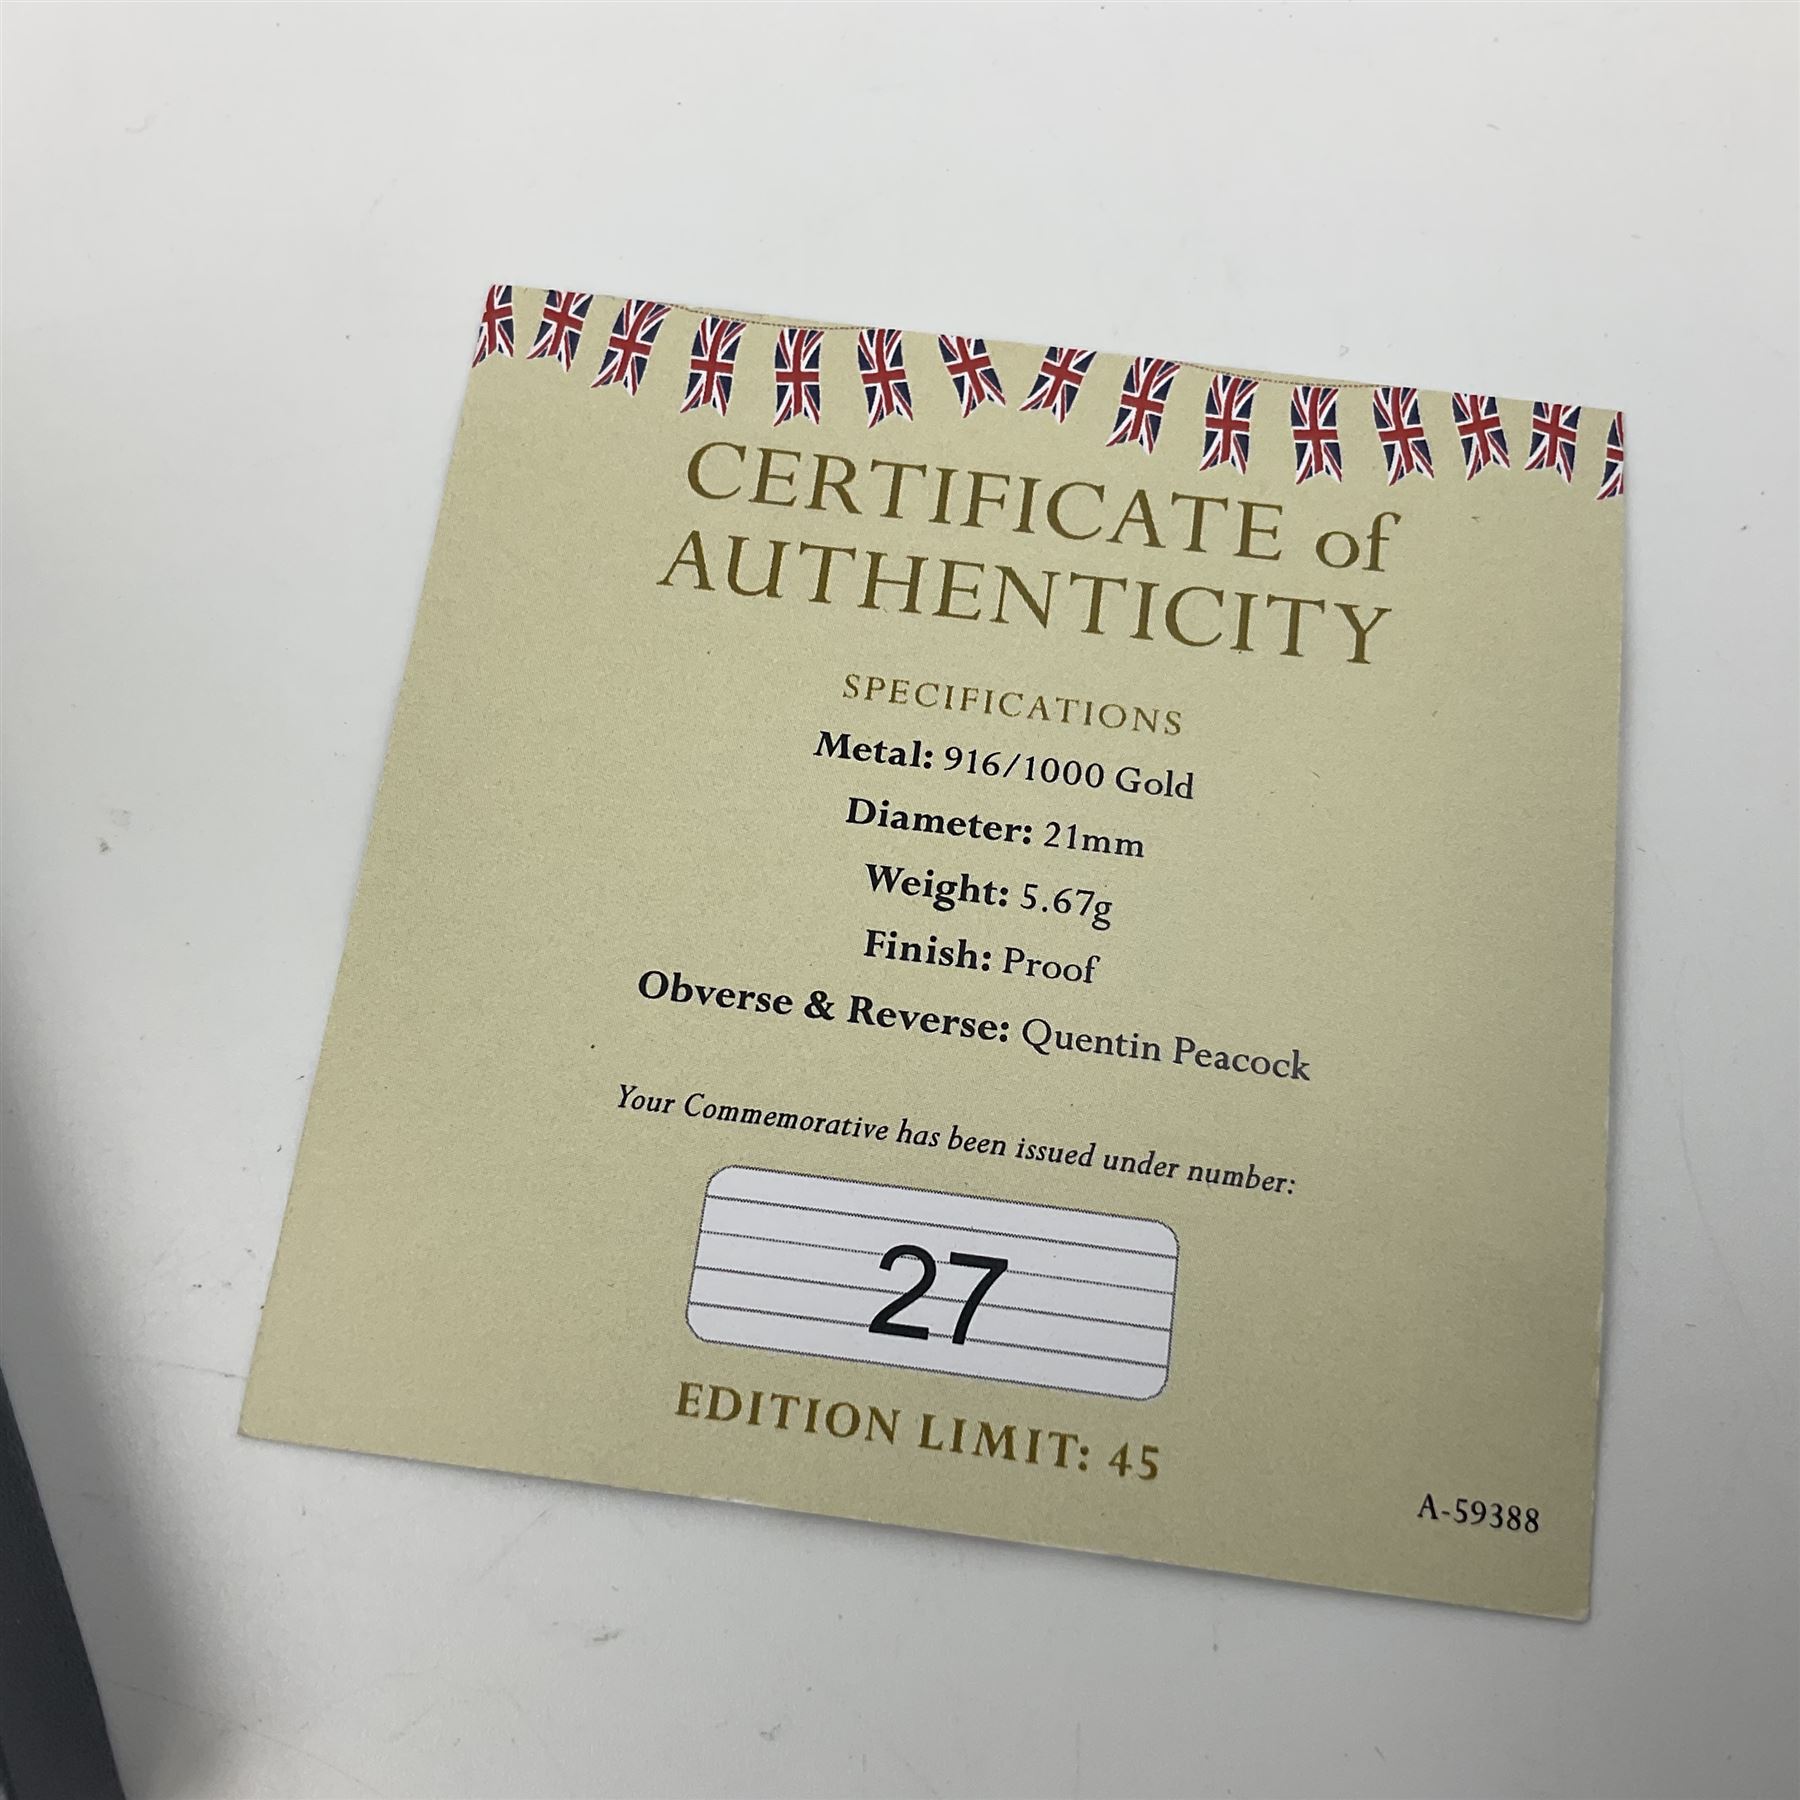 CERTIFICATE of
AUTHENTICITY
SPECIFICATIONS
Metal: 916/1000 Gold
Diameter: 21mm
Weight: 5.67g
Finish: Proof
Obverse & Reverse: Quentin Peacock
Your Commemorative has been issued under number:
27
EDITION LIMIT: 45
A-59388